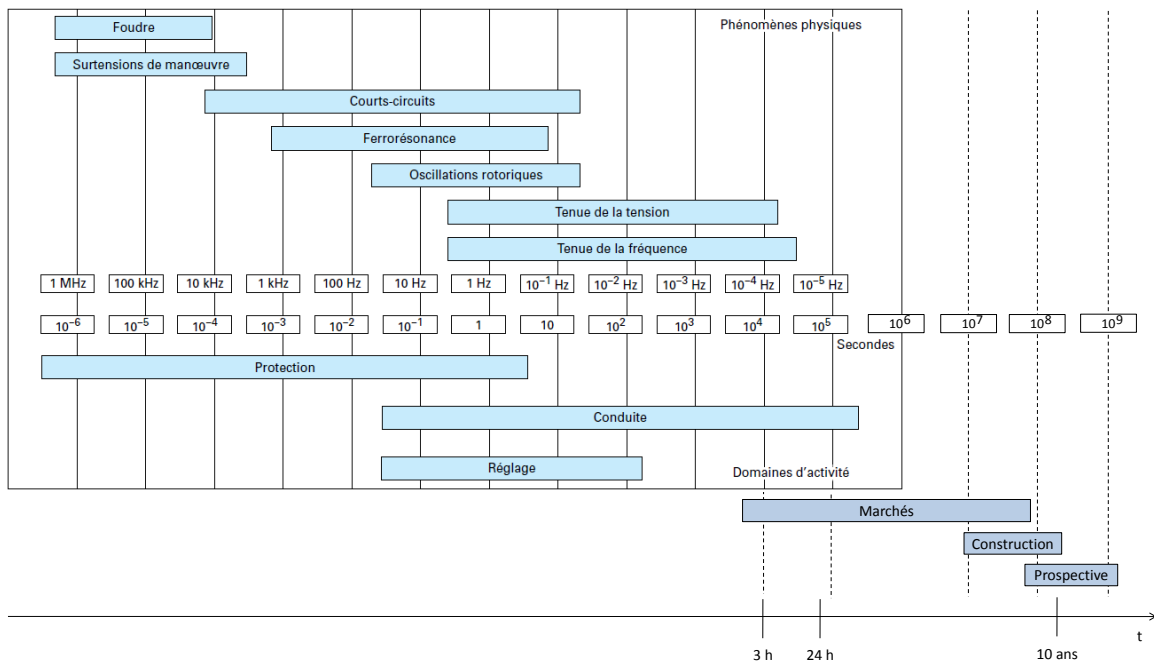 Foudre
Phénomènes physiques
Surtensions de manœuvre
Courts-circuits
Ferrorésonance
Oscillations rotoriques
Tenue de la tension
Tenue de la fréquence
1 MHz 100 kHz 10 kHz 1 kHz 100 Hz 10 Hz 1 Hz 10⁻¹ Hz 10⁻² Hz 10⁻³ Hz 10⁻⁴ Hz 10⁻⁵ Hz
10⁻⁶ 10⁻⁵ 10⁻⁴ 10⁻³ 10⁻² 10⁻¹ 1 10 10² 10³ 10⁴ 10⁵ 10⁶ 10⁷ 10⁸ 10⁹
Secondes
Protection
Conduite
Réglage
Domaines d'activité
Marchés
Construction
Prospective
t
3 h 24 h 10 ans